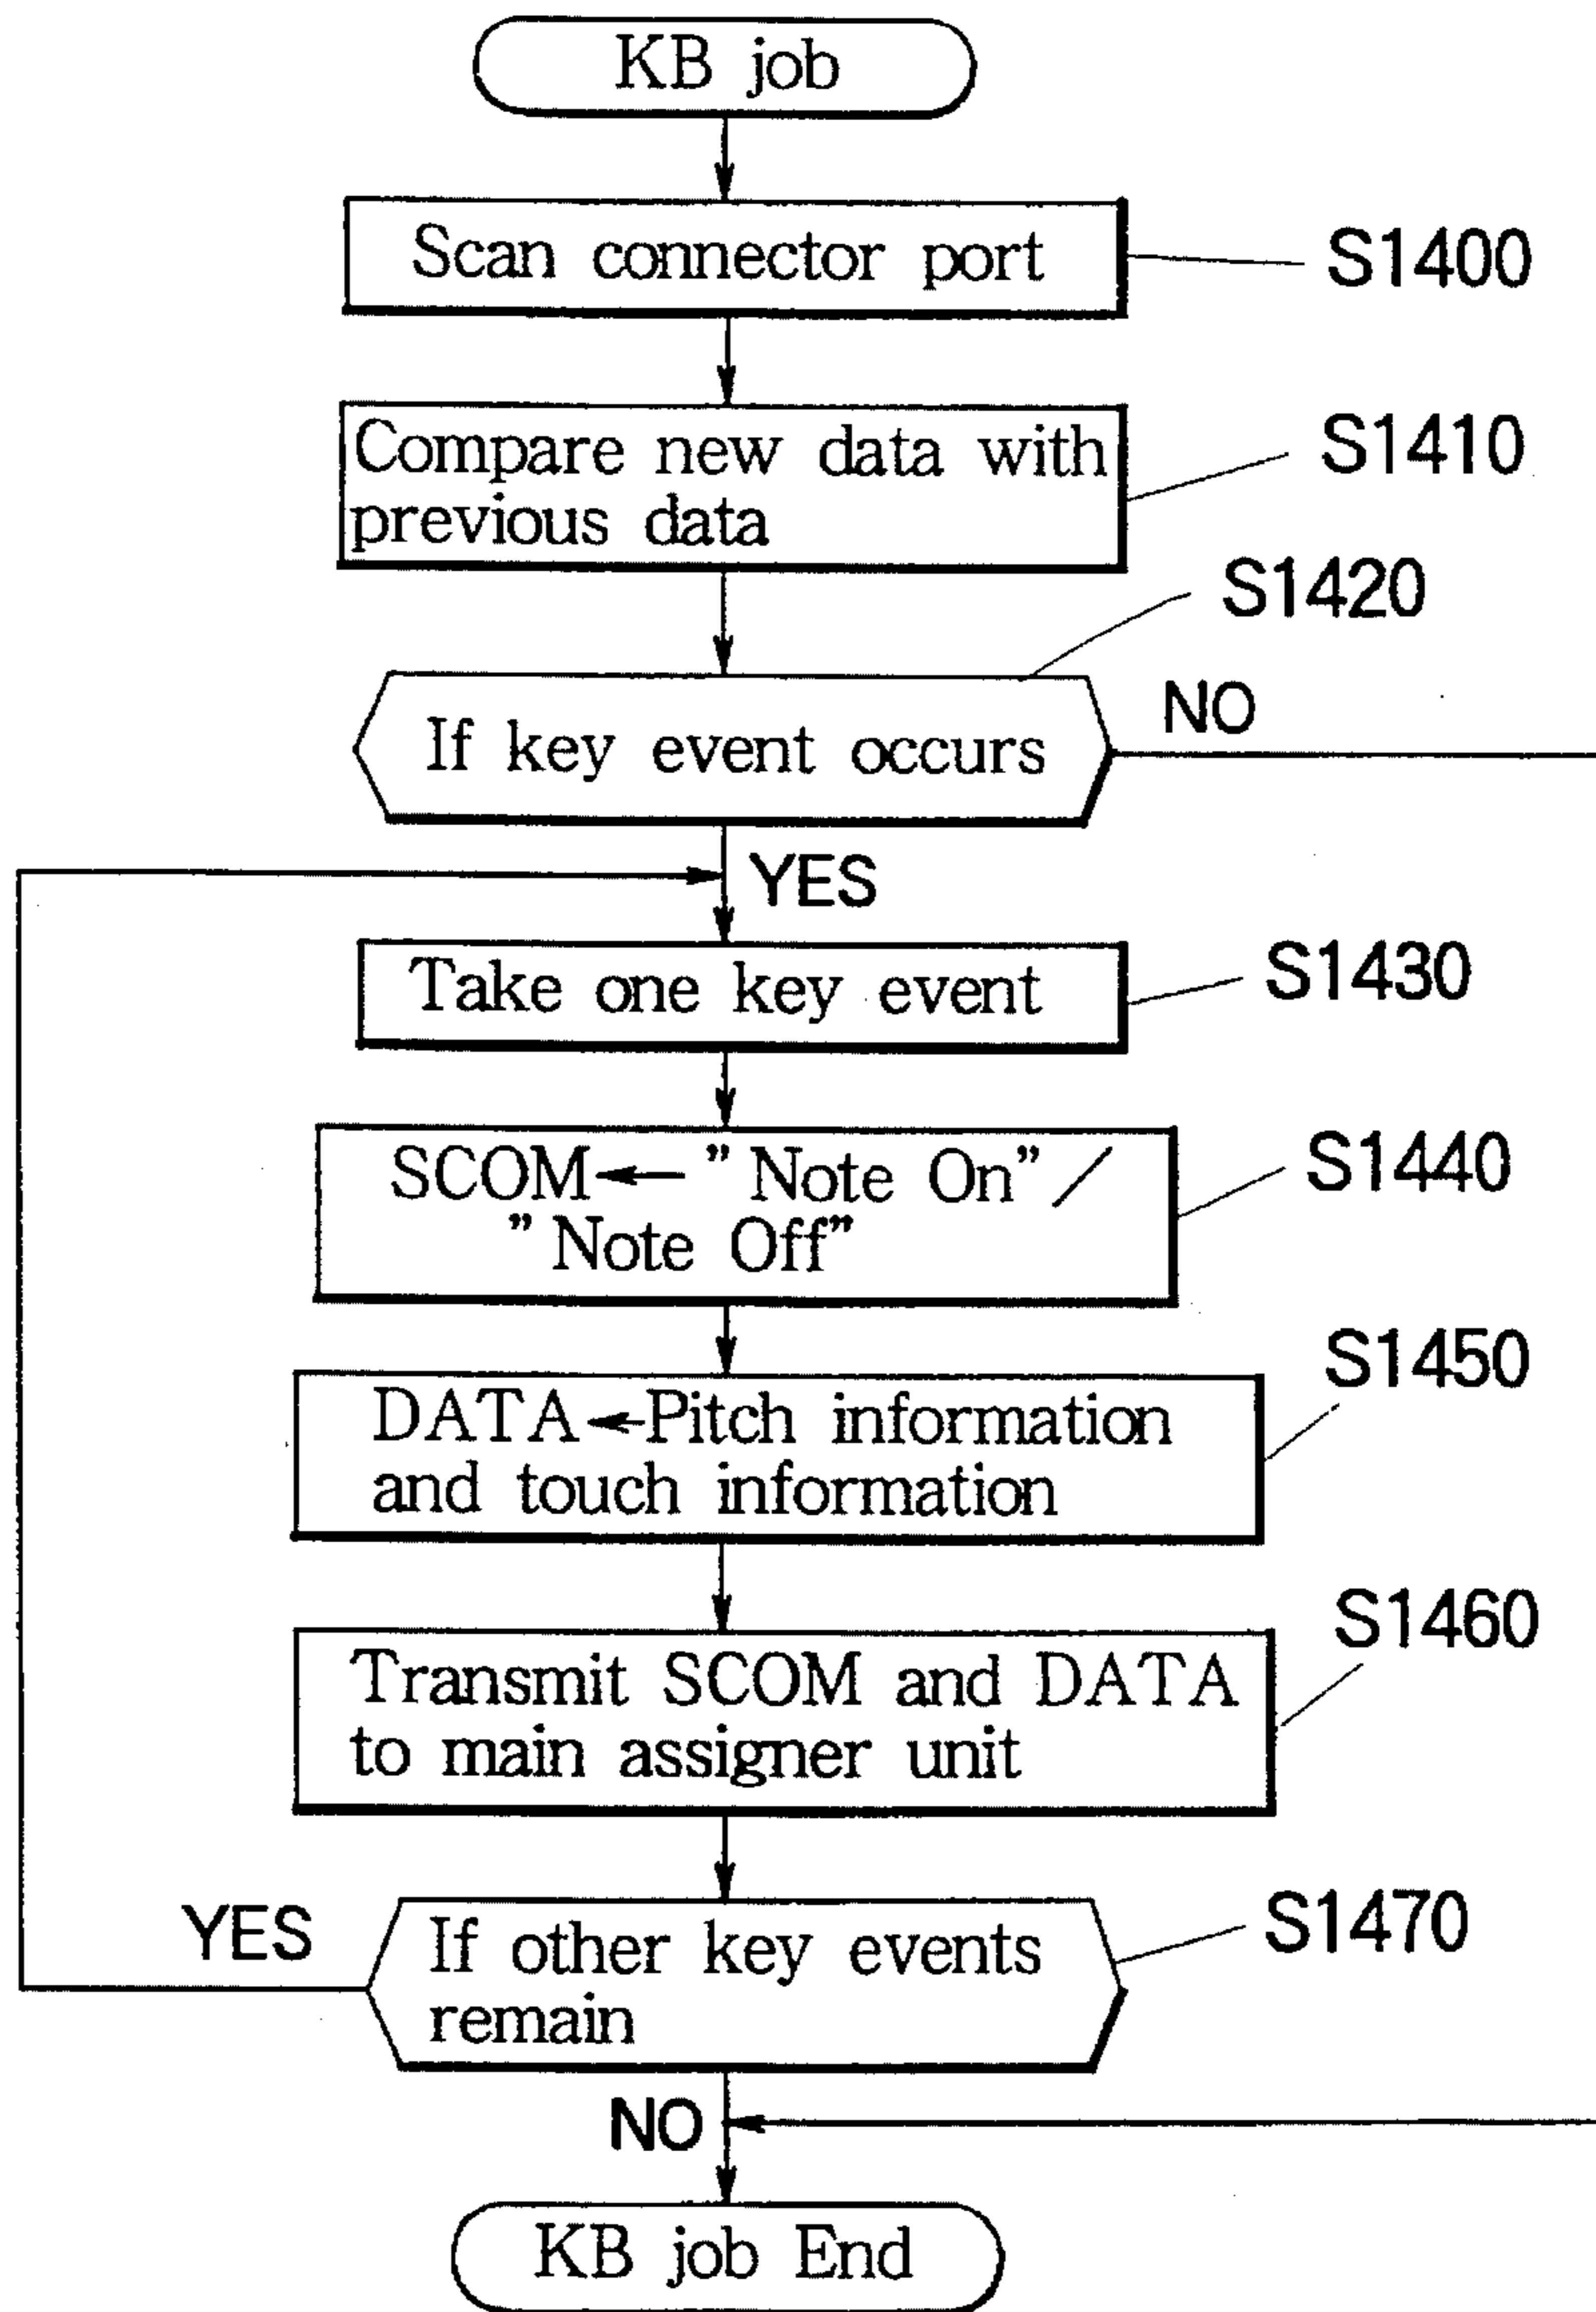 KB job
Scan connector port
S1400
Compare new data with
previous data
S1410
S1420
If key event occurs
NO
YES
Take one key event
S1430
SCOM←"Note On"/
"Note Off"
S1440
DATA←Pitch information
and touch information
S1450
Transmit SCOM and DATA
to main assigner unit
S1460
YES
If other key events
remain
S1470
NO
KB job End